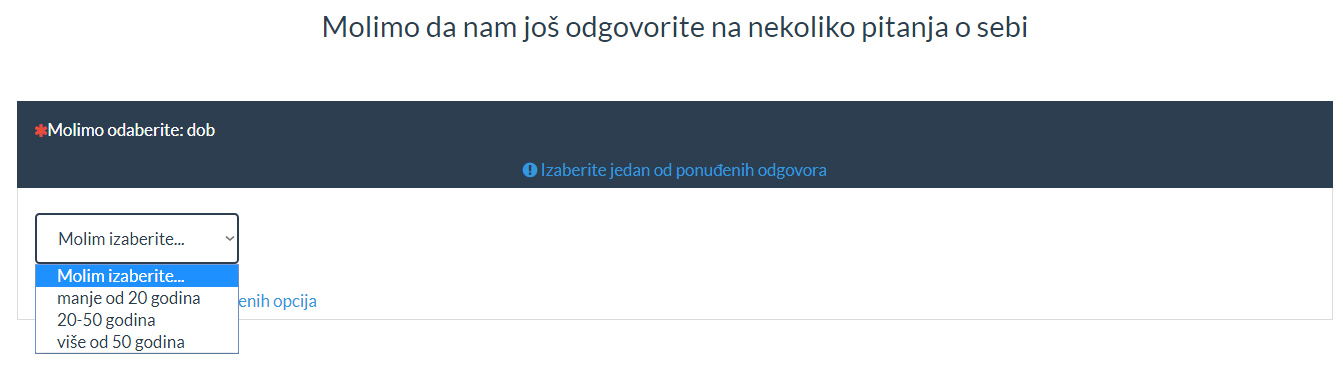 Molimo da nam još odgovorite na nekoliko pitanja o sebi
✱Molimo odaberite: dob
Izaberite jedan od ponuđenih odgovora
Molim izaberite...
Molim izaberite...
manje od 20 godina
enih opcija
20-50 godina
više od 50 godina